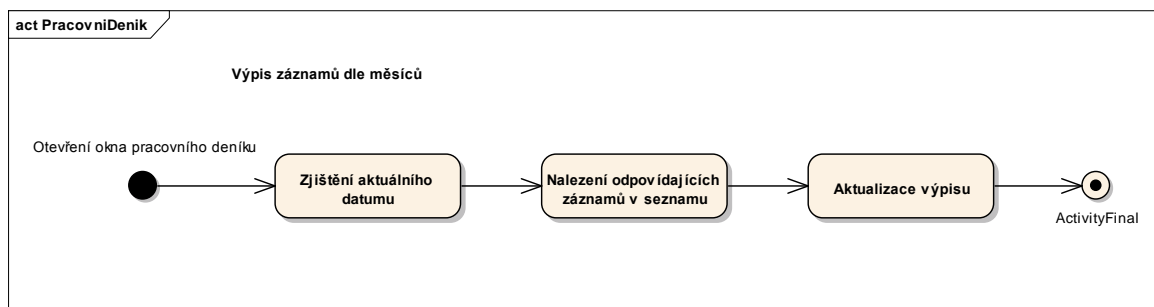 act PracovniDenik
Výpis záznamů dle měsíců
Otevření okna pracovního deníku
Zjištění aktuálního
datumu
Nalezení odpovídajících
záznamů v seznamu
Aktualizace výpisu
ActivityFinal